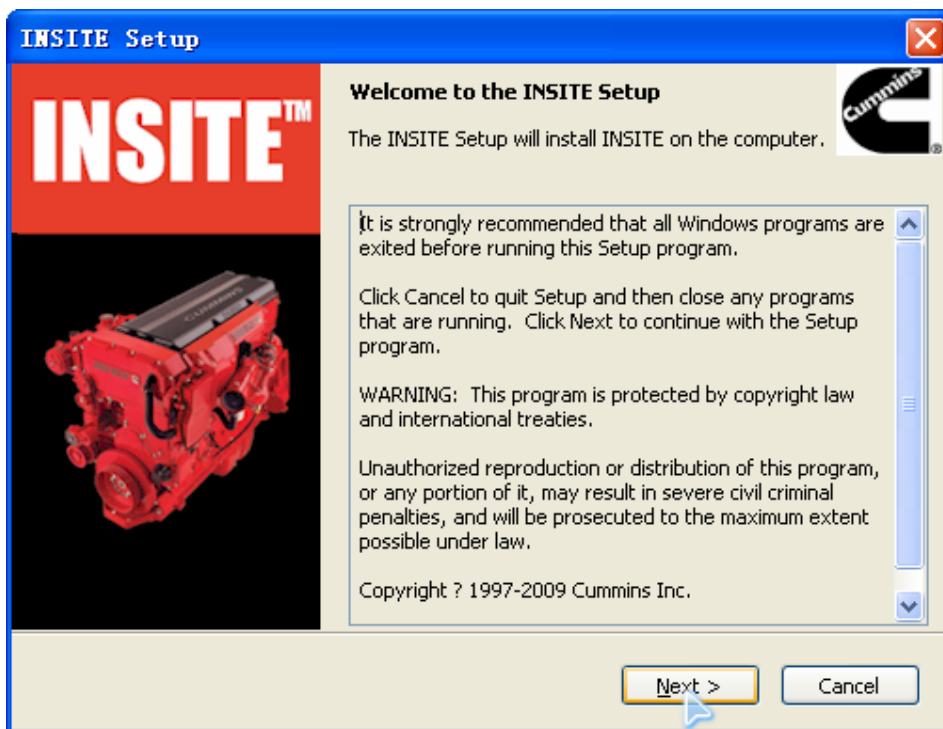 INSITE Setup
INSITE™
Welcome to the INSITE Setup
The INSITE Setup will install INSITE on the computer.
Cummins
®
It is strongly recommended that all Windows programs are
exited before running this Setup program.
Click Cancel to quit Setup and then close any programs
that are running.  Click Next to continue with the Setup
program.
WARNING:  This program is protected by copyright law
and international treaties.
Unauthorized reproduction or distribution of this program,
or any portion of it, may result in severe civil criminal
penalties, and will be prosecuted to the maximum extent
possible under law.
Copyright ? 1997-2009 Cummins Inc.
CUMMINS
Next >
Cancel